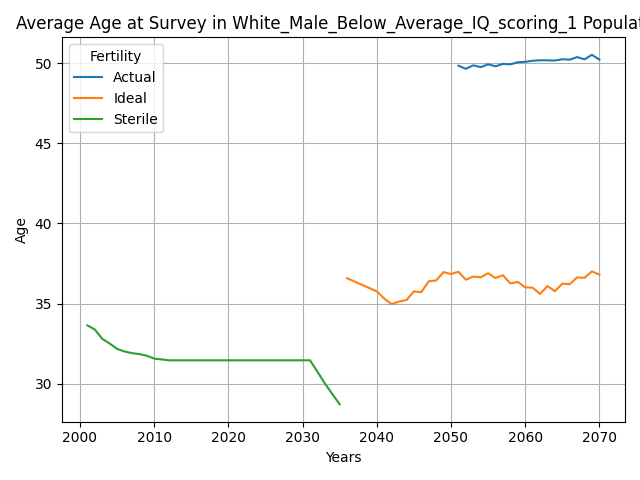 Average Age at Survey in White_Male_Below_Average_IQ_scoring_1 Populat
Fertility
Actual
Ideal
Sterile
Age
50
45
40
35
30
2000 2010 2020 2030 2040 2050 2060 2070
Years